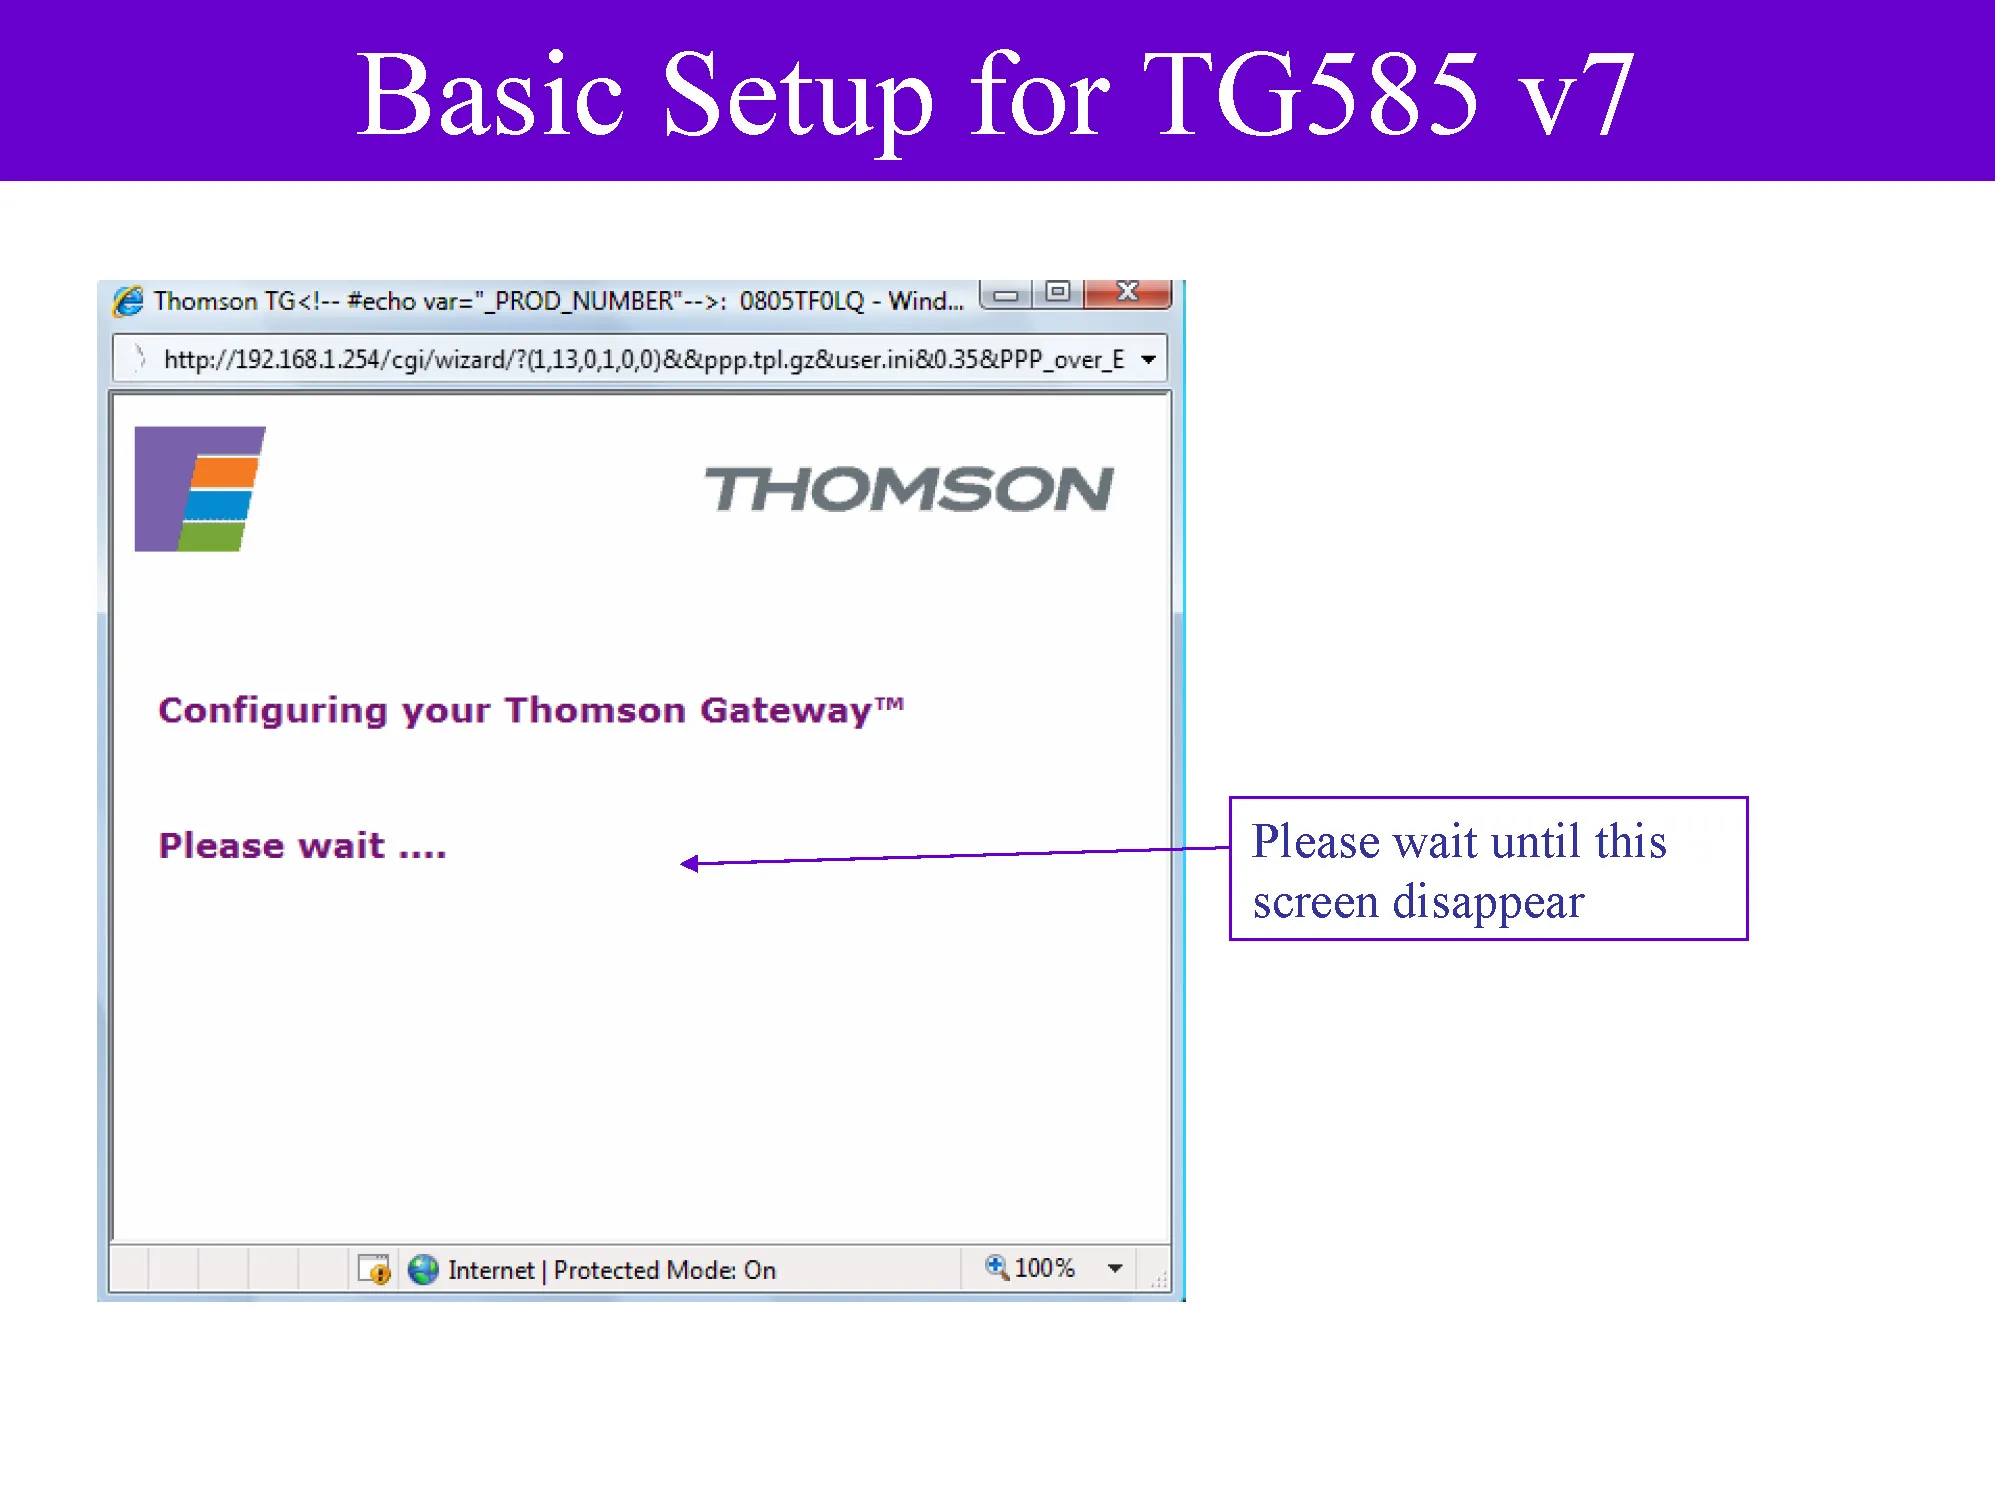 Basic Setup for TG585 v7
Thomson TG<!-- #echo var="_PROD_NUMBER"-->: 0805TF0LQ - Wind...
http://192.168.1.254/cgi/wizard/?(1,13,0,1,0,0)&&ppp.tpl.gz&user.ini&0.35&PPP_over_E
THOMSON
Configuring your Thomson Gateway™
Please wait ....
Please wait until this
screen disappear
Internet | Protected Mode: On
100%